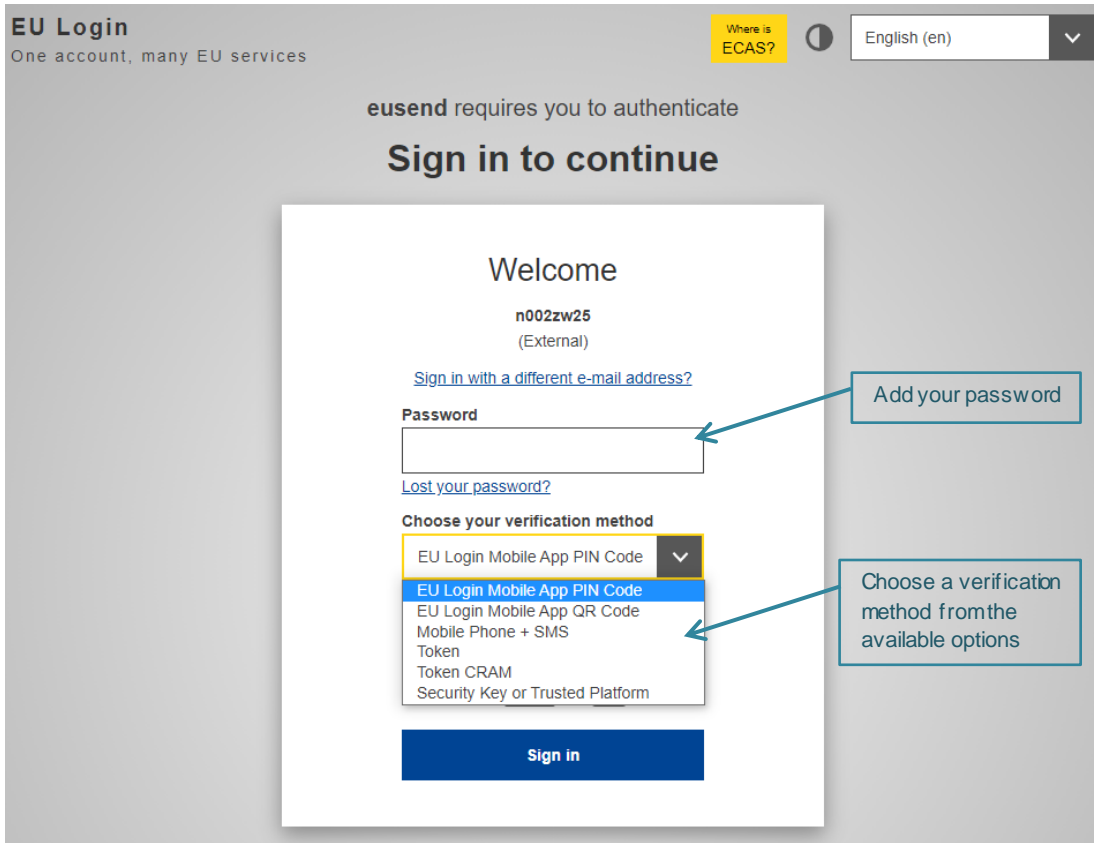 EU Login
One account, many EU services
Where is
ECAS?
English (en)
eusend requires you to authenticate
Sign in to continue
Welcome
n002zw25
(External)
Sign in with a different e-mail address?
Password
Add your password
Lost your password?
Choose your verification method
EU Login Mobile App PIN Code
EU Login Mobile App PIN Code
EU Login Mobile App QR Code
Mobile Phone + SMS
Token
Token CRAM
Security Key or Trusted Platform
Choose a verification
method from the
available options
Sign in